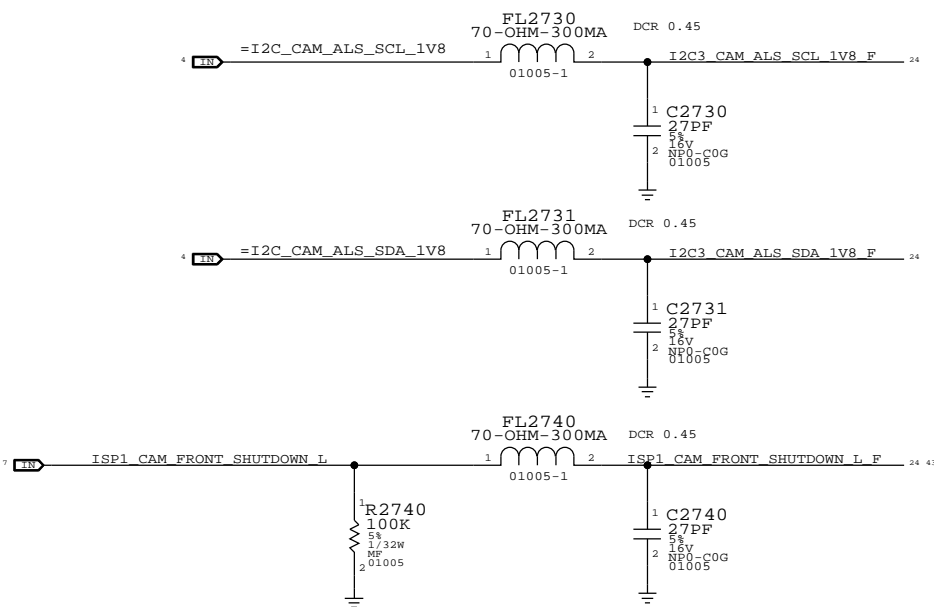 FL2730
70-OHM-300MA
DCR 0.45
4 IN =I2C_CAM_ALS_SCL_1V8 1 2 I2C3_CAM_ALS_SCL_1V8_F 24
01005-1
1 C2730
27PF
5%
16V
2 NP0-C0G
01005
FL2731
70-OHM-300MA
DCR 0.45
4 IN =I2C_CAM_ALS_SDA_1V8 1 2 I2C3_CAM_ALS_SDA_1V8_F 24
01005-1
1 C2731
27PF
5%
16V
2 NP0-C0G
01005
FL2740
70-OHM-300MA
DCR 0.45
7 IN ISP1_CAM_FRONT_SHUTDOWN_L 1 2 ISP1_CAM_FRONT_SHUTDOWN_L_F 24 43
01005-1
1 R2740
100K
5%
1/32W
MF
2 01005
1 C2740
27PF
5%
16V
2 NP0-C0G
01005